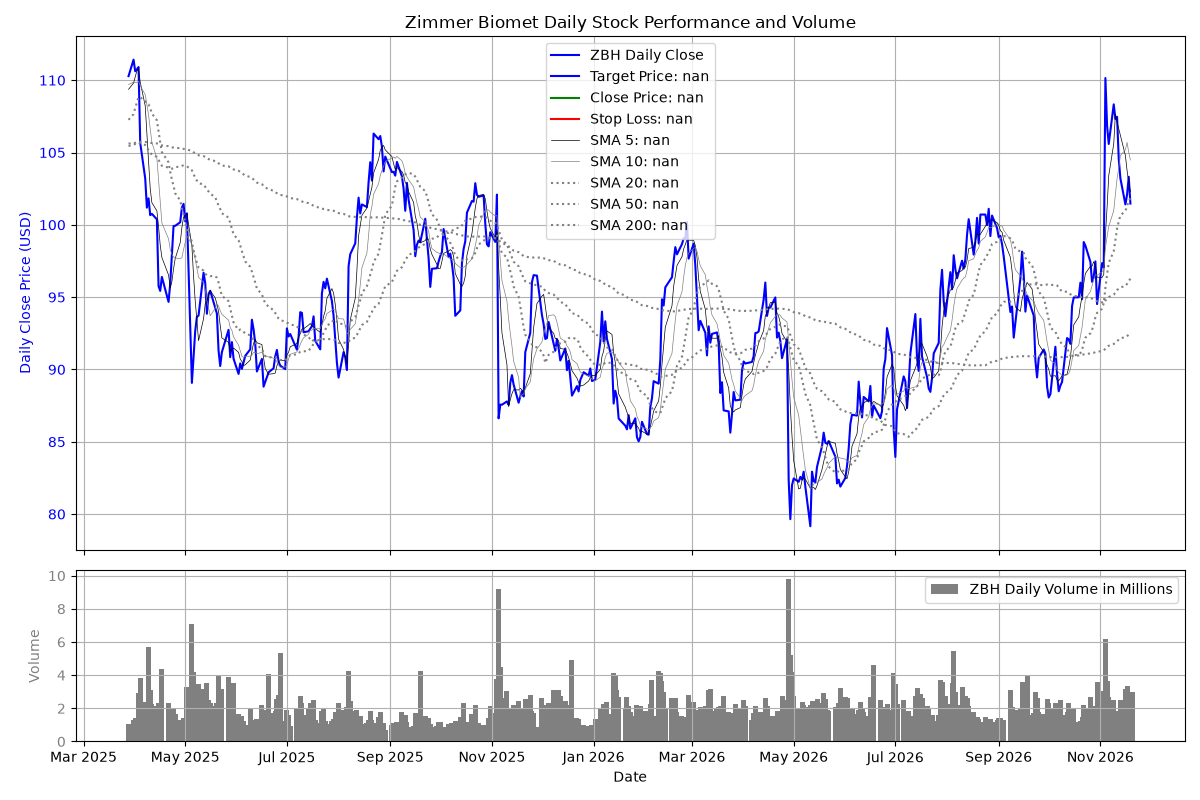 Zimmer Biomet Daily Stock Performance and Volume
ZBH Daily Close
Target Price: nan
Close Price: nan
Stop Loss: nan
SMA 5: nan
SMA 10: nan
SMA 20: nan
SMA 50: nan
SMA 200: nan
Daily Close Price (USD)
110
105
100
95
90
85
80
ZBH Daily Volume in Millions
Volume
10
8
6
4
2
0
Mar 2025 May 2025 Jul 2025 Sep 2025 Nov 2025 Jan 2026 Mar 2026 May 2026 Jul 2026 Sep 2026 Nov 2026
Date